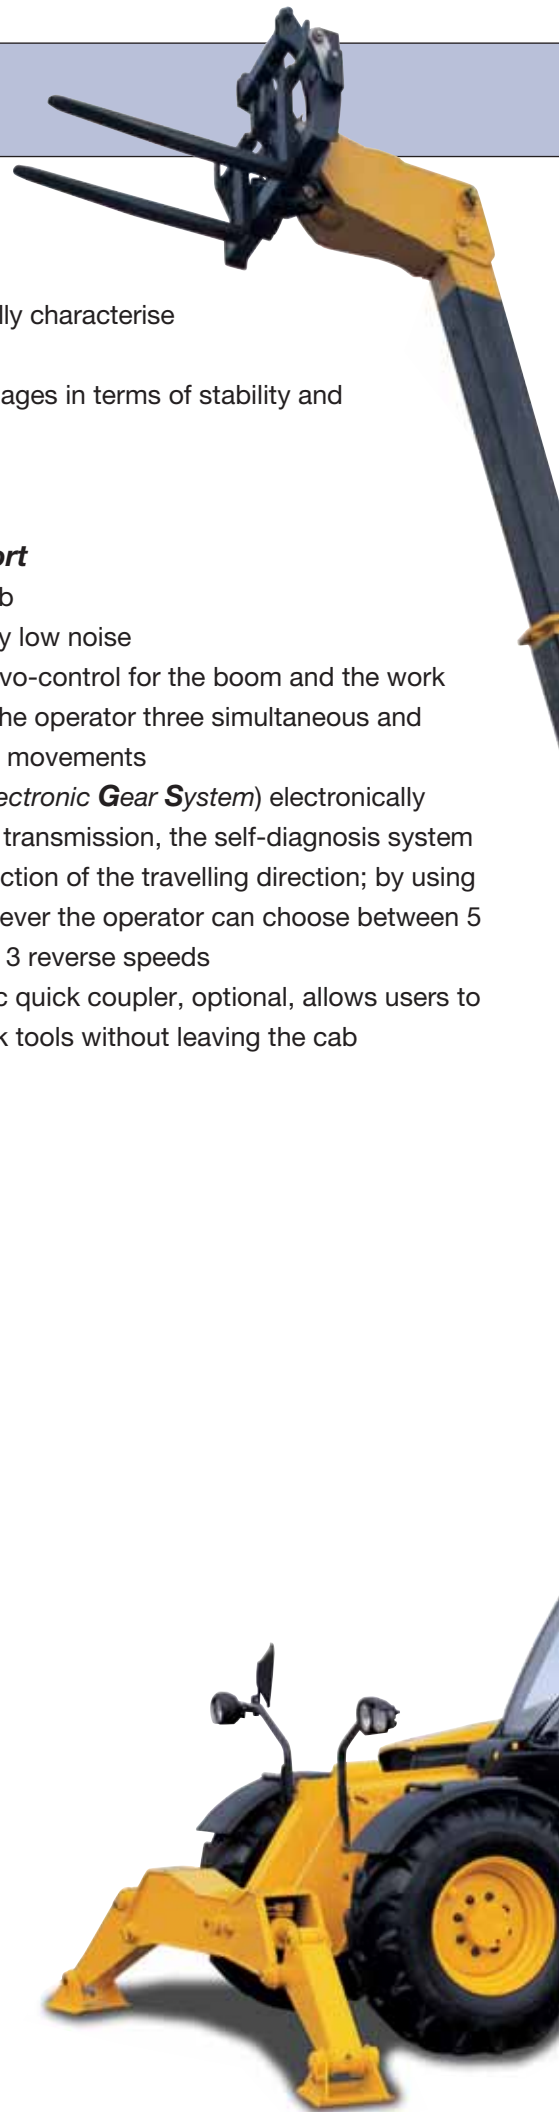 lly characterise
ages in terms of stability and
ort
b
y low noise
vo-control for the boom and the work
he operator three simultaneous and
movements
ectronic Gear System) electronically
transmission, the self-diagnosis system
ction of the travelling direction; by using
ever the operator can choose between 5
3 reverse speeds
c quick coupler, optional, allows users to
k tools without leaving the cab